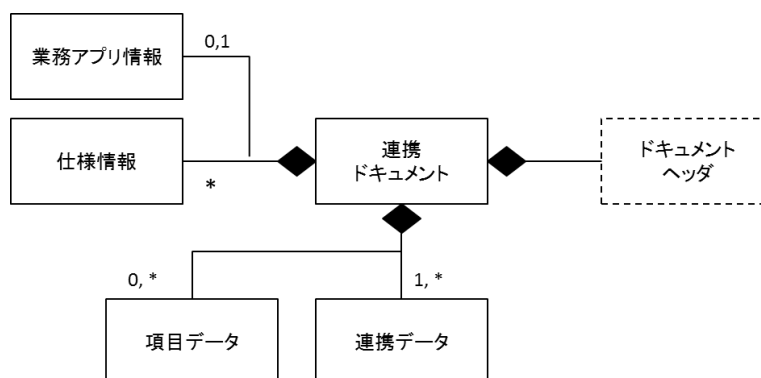 業務アプリ情報
0,1
仕様情報
*
連携
ドキュメント
ドキュメント
ヘッダ
0, *
1, *
項目データ
連携データ